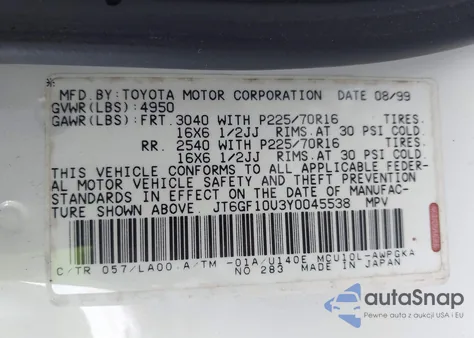 MFD.BY:TOYOTA MOTOR CORPORATION DATE 08/99
GVWR(LBS):4950
GAWR(LBS):FRT.3040 WITH P225/70R16 TIRES.
16X6 1/2JJ RIMS.AT 30 PSI COLD.
RR. 2540 WITH P225/70R16 TIRES.
16X6 1/2JJ RIMS.AT 30 PSI COLD.
THIS VEHICLE CONFORMS TO ALL APPLICABLE FEDER-
AL MOTOR VEHICLE SAFETY AND THEFT PREVENTION
STANDARDS IN EFFECT ON THE DATE OF MANUFAC-
TURE SHOWN ABOVE. JT6GF10U3Y0045538 MPV
C/TR 057/LA00.A/TM -01A/U140E MCU10L-AWPGKA
NO 283 MADE IN JAPAN
autoSnap
Pewne auto z USA i EU